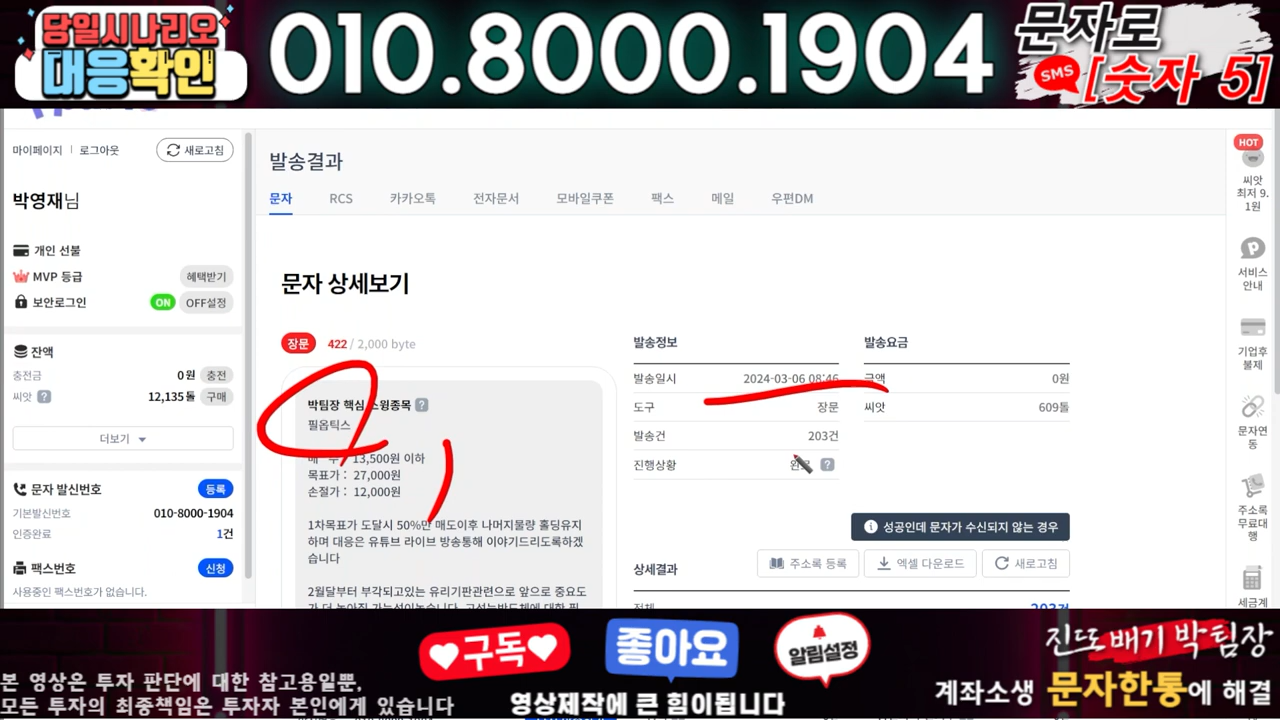 당일시나리오
대응확인
010.8000.1904
문자로
SMS
[숫자 5]
마이페이지
로그아웃
새로고침
박영재님
개인 선불
MVP 등급
혜택받기
보안로그인
ON
OFF설정
잔액
충전금
0원
충전
씨앗 ?
12,135톨
구매
더보기
문자 발신번호
등록
기본발신번호
010-8000-1904
인증완료
1건
팩스번호
신청
사용중인 팩스번호가 없습니다.
발송결과
문자 RCS 카카오톡 전자문서 모바일쿠폰 팩스 메일 우편DM
문자 상세보기
장문 422 / 2,000 byte
박팀장 핵심 스윙종목 ?
필옵틱스
13,500원 이하
목표가 : 27,000원
손절가 : 12,000원
1차목표가 도달시 50%만 매도이후 나머지물량 홀딩유지
하며 대응은 유튜브 라이브 방송통해 이야기드리도록하겠
습니다
2월달부터 부각되고있는 유리기판관련으로 앞으로 중요도
발송정보
발송일시 2024-03-06 08:46
도구 장문
발송건 203건
진행상황 완료 ?
발송요금
금액 0원
씨앗 609톨
성공인데 문자가 수신되지 않는 경우
상세결과
주소록 등록
엑셀 다운로드
새로고침
HOT
씨앗
최저 9.
1원
서비스
안내
기업후
불제
문자연
동
주소록
무료대
행
세금계
본 영상은 투자 판단에 대한 참고용일뿐,
모든 투자의 최종책임은 투자자 본인에게 있습니다
구독
좋아요
알림설정
영상제작에 큰 힘이됩니다
진또배기 박팀장
계좌소생 문자한통에 해결